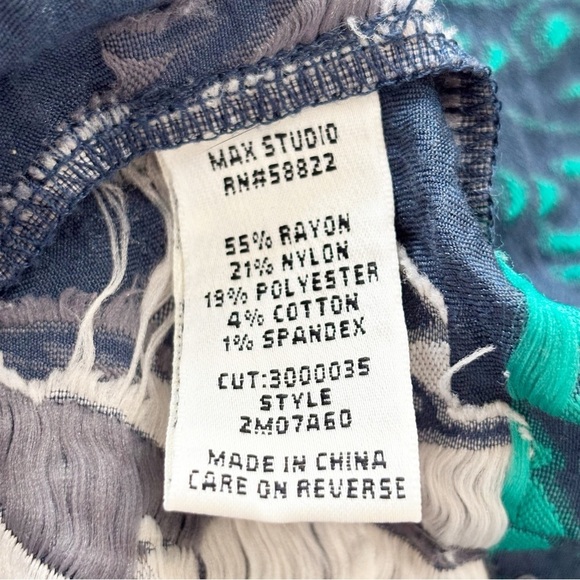 MAX STUDIO
RN#58822
55% RAYON
21% NYLON
19% POLYESTER
4% COTTON
1% SPANDEX
CUT:3000035
STYLE
2M07A60
MADE IN CHINA
CARE ON REVERSE